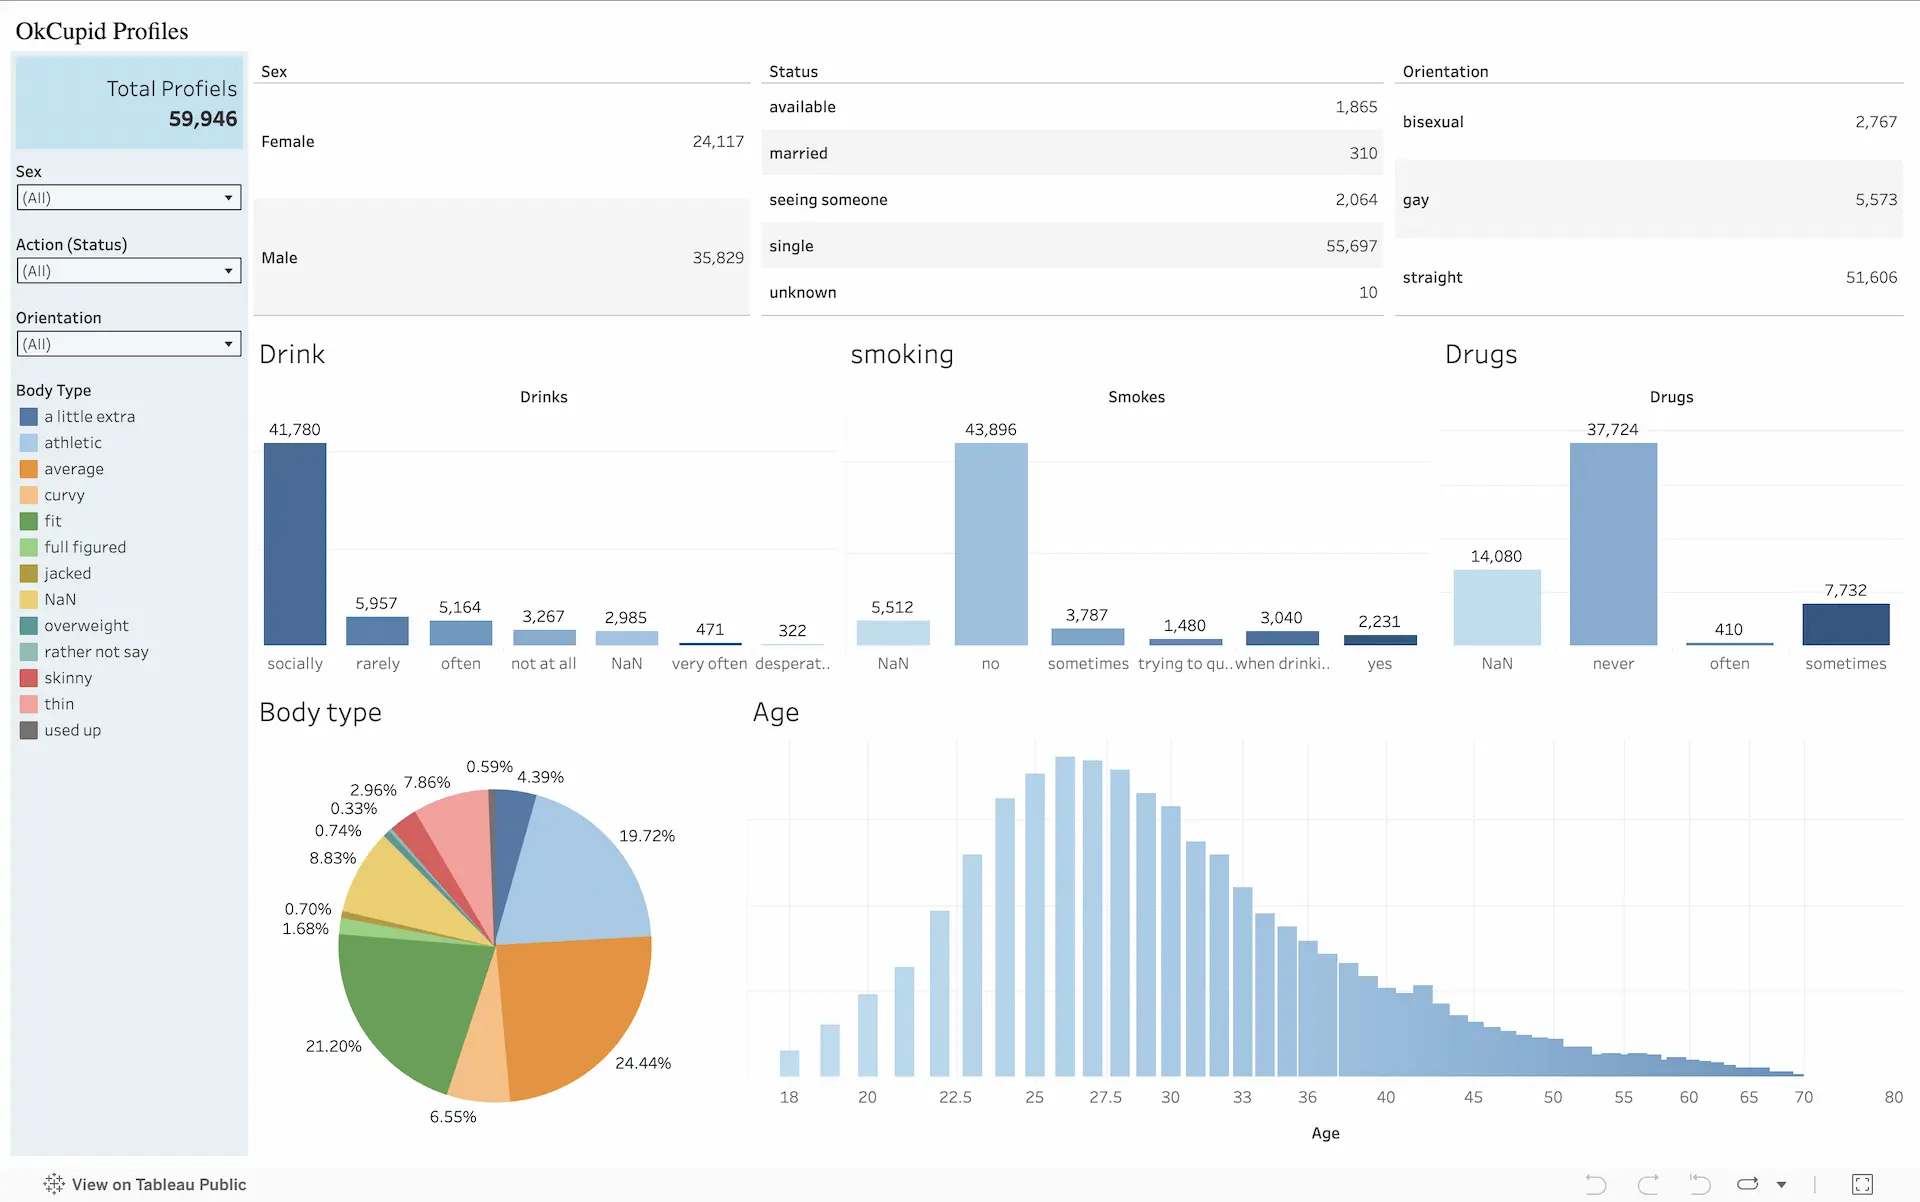 OkCupid Profiles
Total Profiels
59,946
Sex
(All)
Action (Status)
(All)
Orientation
(All)
Body Type
a little extra
athletic
average
curvy
fit
full figured
jacked
NaN
overweight
rather not say
skinny
thin
used up
Sex
Female 24,117
Male 35,829
Status
available 1,865
married 310
seeing someone 2,064
single 55,697
unknown 10
Orientation
bisexual 2,767
gay 5,573
straight 51,606
Drink
Drinks
41,780 5,957 5,164 3,267 2,985 471 322
socially rarely often not at all NaN very often desperat..
smoking
Smokes
5,512 43,896 3,787 1,480 3,040 2,231
NaN no sometimes trying to qu.. when drinki.. yes
Drugs
Drugs
14,080 37,724 410 7,732
NaN never often sometimes
Body type
0.59%
4.39%
7.86%
2.96%
0.33%
0.74%
19.72%
8.83%
0.70%
1.68%
21.20%
24.44%
6.55%
Age
18 20 22.5 25 27.5 30 33 36 40 45 50 55 60 65 70 80
Age
View on Tableau Public